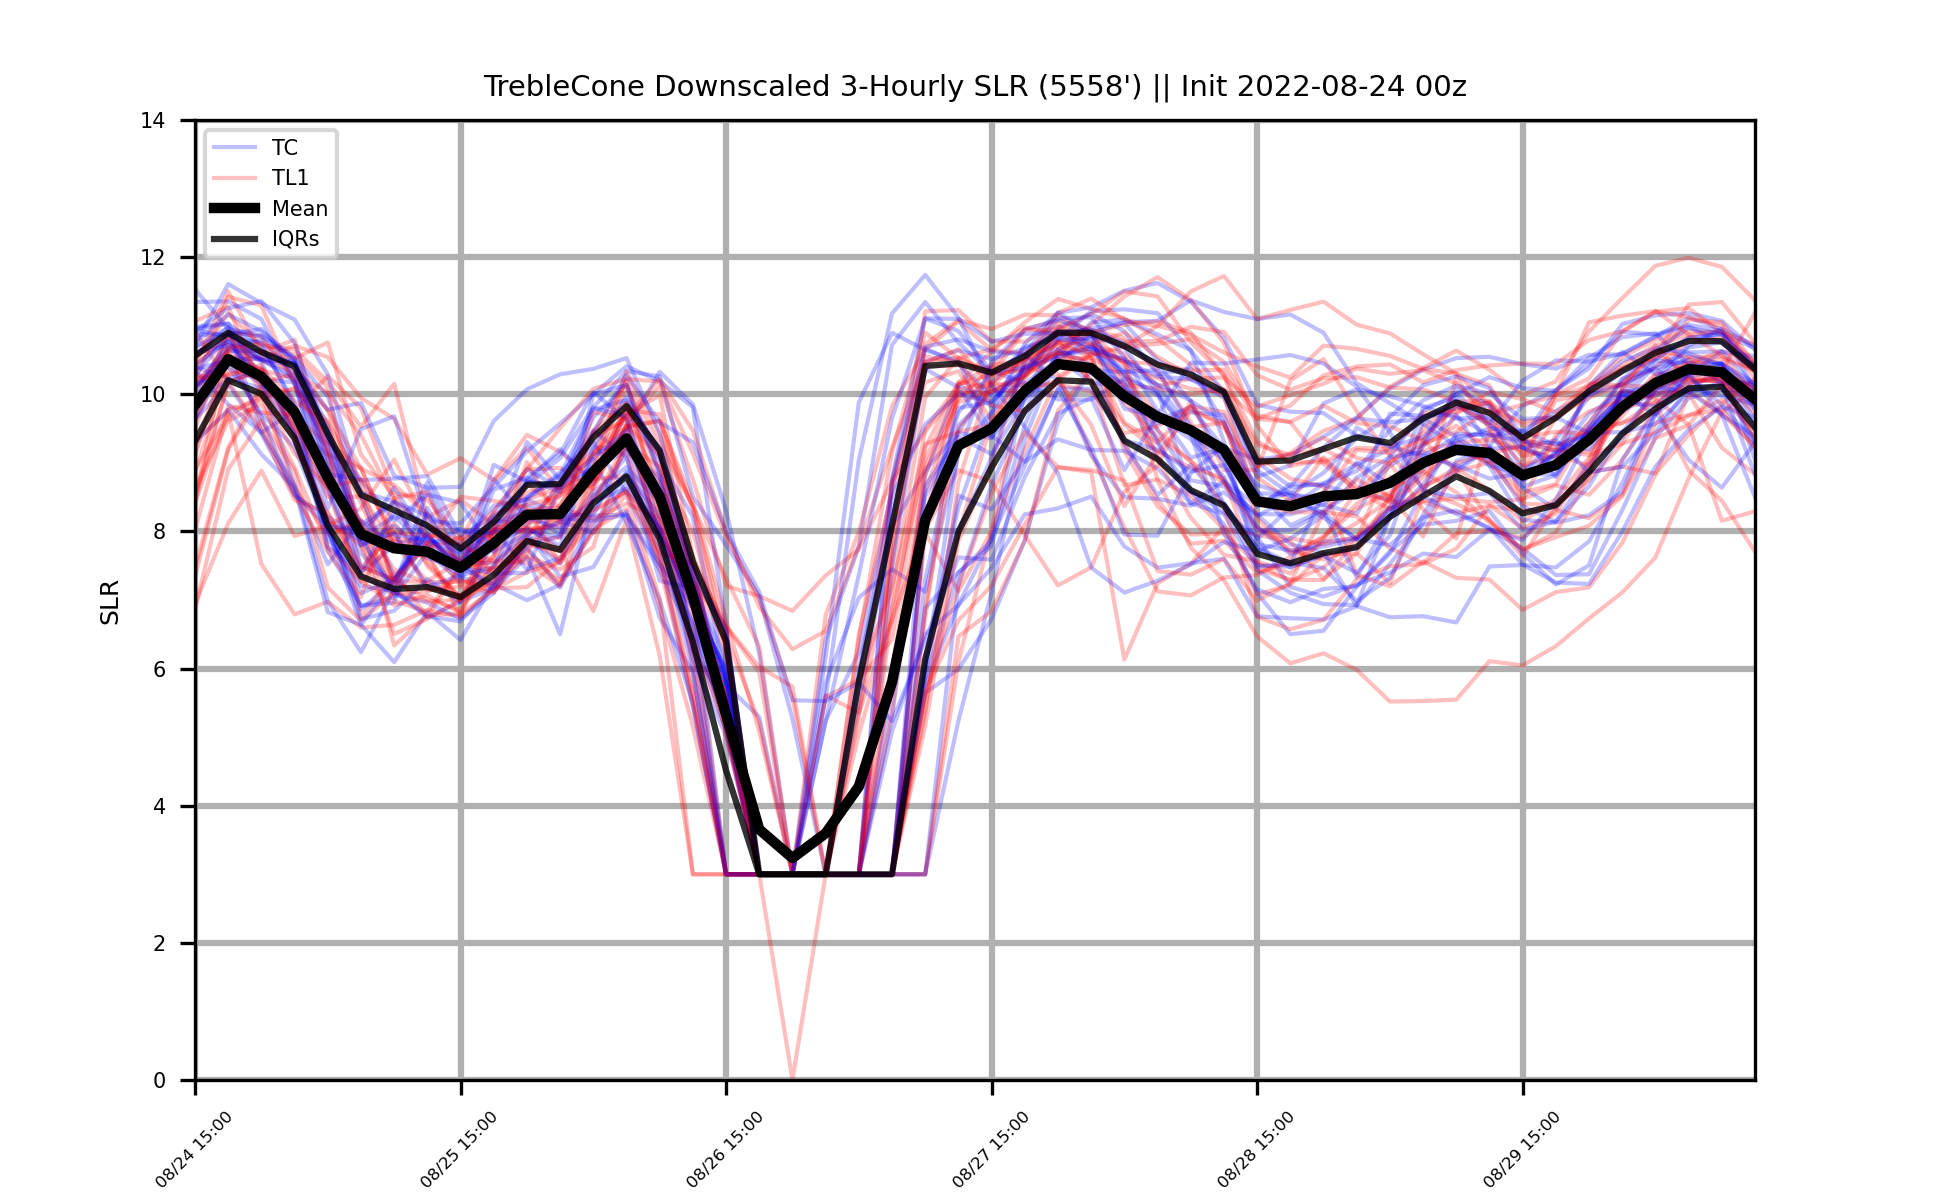 TrebleCone Downscaled 3-Hourly SLR (5558') || Init 2022-08-24 00z
14
12
10
8
6
4
2
0
SLR
TC
TL1
Mean
IQRs
08/24 15:00
08/25 15:00
08/26 15:00
08/27 15:00
08/28 15:00
08/29 15:00